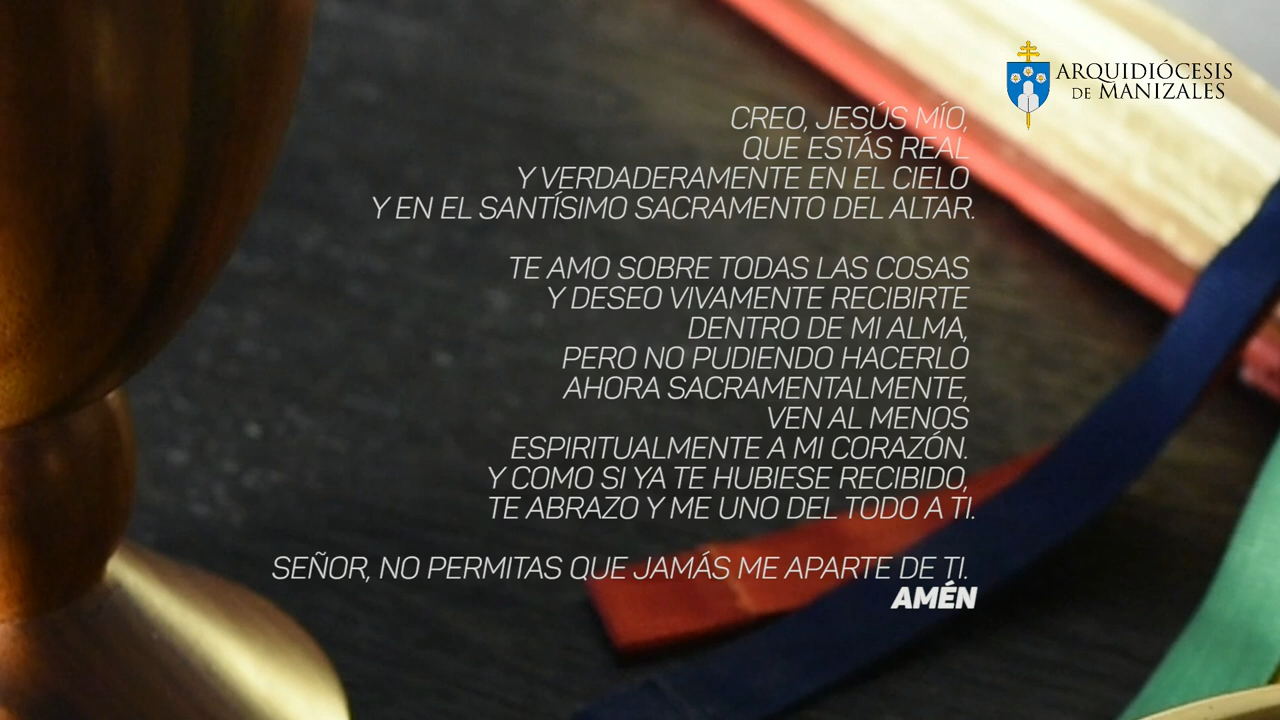 ARQUIDIÓCESIS
DE MANIZALES
CREO, JESÚS MÍO,
QUE ESTÁS REAL
Y VERDADERAMENTE EN EL CIELO
Y EN EL SANTÍSIMO SACRAMENTO DEL ALTAR.
TE AMO SOBRE TODAS LAS COSAS
Y DESEO VIVAMENTE RECIBIRTE
DENTRO DE MI ALMA,
PERO NO PUDIENDO HACERLO
AHORA SACRAMENTALMENTE,
VEN AL MENOS
ESPIRITUALMENTE A MI CORAZÓN.
Y COMO SI YA TE HUBIESE RECIBIDO,
TE ABRAZO Y ME UNO DEL TODO A TI.
SEÑOR, NO PERMITAS QUE JAMÁS ME APARTE DE TI.
AMÉN